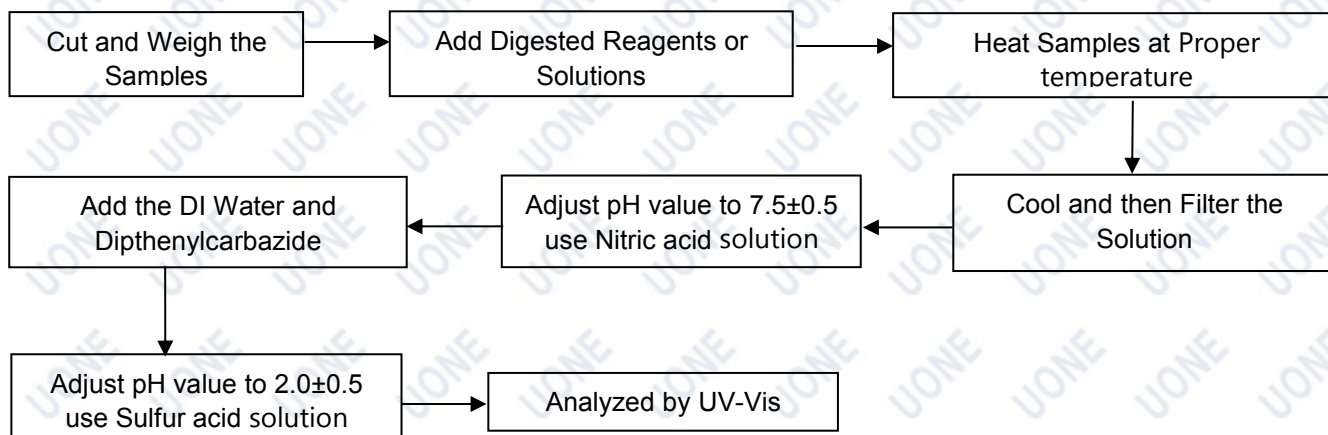 Cut and Weigh the
Samples
Add Digested Reagents or
Solutions
Heat Samples at Proper
temperature
Cool and then Filter the
Solution
Adjust pH value to 7.5±0.5
use Nitric acid solution
Add the DI Water and
Dipthenylcarbazide
Adjust pH value to 2.0±0.5
use Sulfur acid solution
Analyzed by UV-Vis
UONE